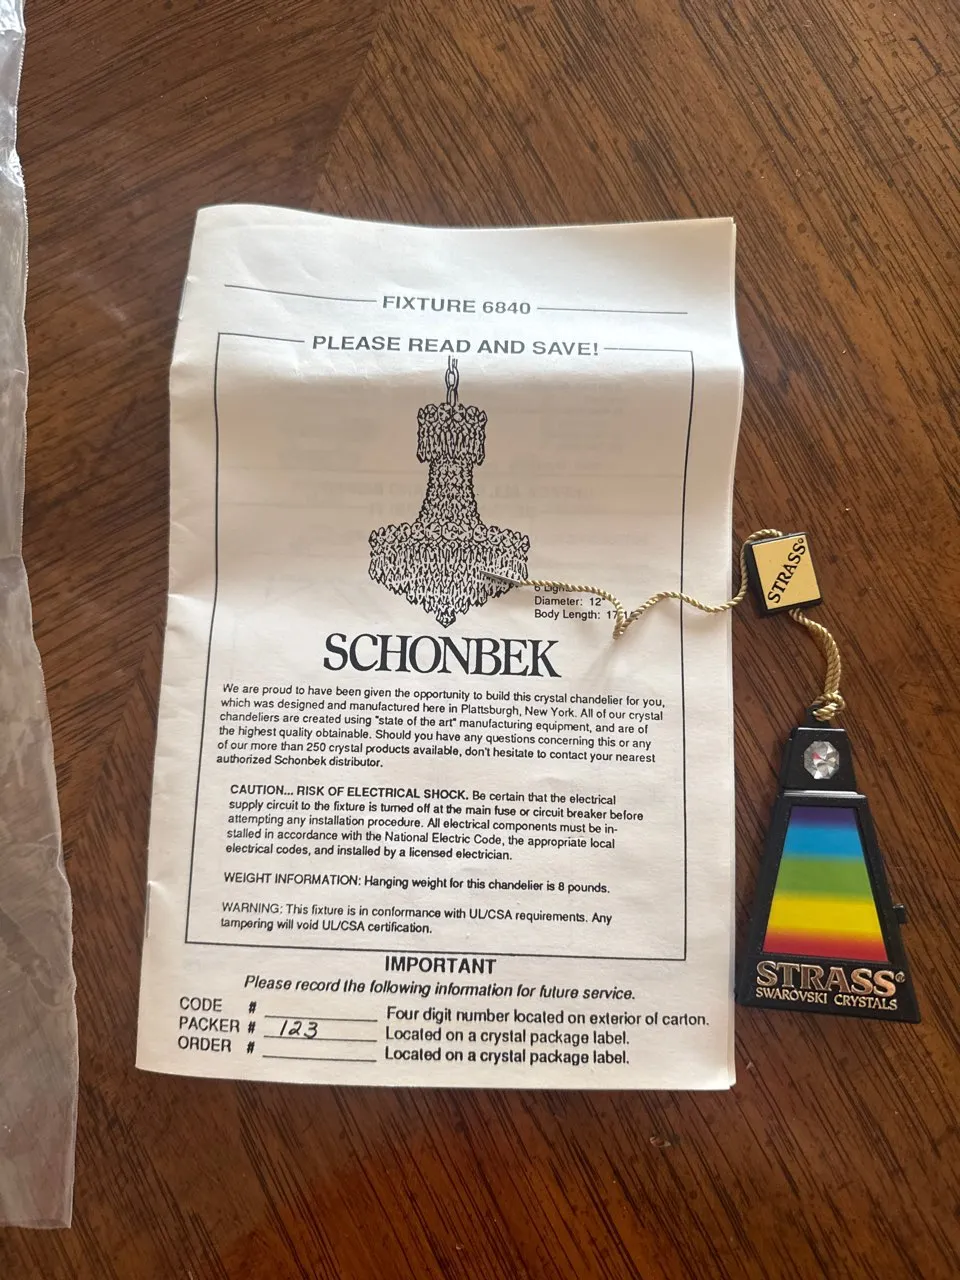 FIXTURE 6840
PLEASE READ AND SAVE!
Diameter: 12"
Body Length: 17
SCHONBEK
We are proud to have been given the opportunity to build this crystal chandelier for you,
which was designed and manufactured here in Plattsburgh, New York. All of our crystal
chandeliers are created using "state of the art" manufacturing equipment, and are of
the highest quality obtainable. Should you have any questions concerning this or any
of our more than 250 crystal products available, don't hesitate to contact your nearest
authorized Schonbek distributor.
CAUTION... RISK OF ELECTRICAL SHOCK. Be certain that the electrical
supply circuit to the fixture is turned off at the main fuse or circuit breaker before
attempting any installation procedure. All electrical components must be in-
stalled in accordance with the National Electric Code, the appropriate local
electrical codes, and installed by a licensed electrician.
WEIGHT INFORMATION: Hanging weight for this chandelier is 8 pounds.
WARNING: This fixture is in conformance with UL/CSA requirements. Any
tampering will void UL/CSA certification.
IMPORTANT
Please record the following information for future service.
CODE # Four digit number located on exterior of carton.
PACKER # 123 Located on a crystal package label.
ORDER # Located on a crystal package label.
STRASS®
STRASS®
SWAROVSKI CRYSTALS